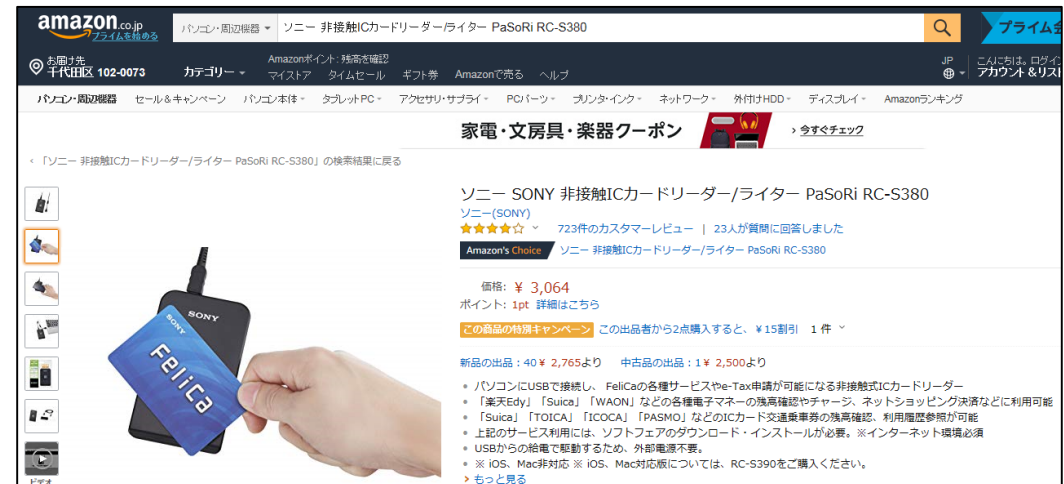 amazon.co.jp
プライムを始める
パソコン・周辺機器
ソニー 非接触ICカードリーダー/ライター PaSoRi RC-S380
プライム会
お届け先
千代田区 102-0073
カテゴリー
Amazonポイント: 残高を確認
マイストア タイムセール ギフト券 Amazonで売る ヘルプ
JP
こんにちは。ログイン
アカウント&リス
パソコン・周辺機器 セール&キャンペーン パソコン本体 タブレットPC アクセサリ・サプライ PCパーツ プリンタ・インク ネットワーク 外付けHDD ディスプレイ Amazonランキング
家電・文房具・楽器クーポン › 今すぐチェック
‹ 「ソニー 非接触ICカードリーダー/ライター PaSoRi RC-S380」の検索結果に戻る
ソニー SONY 非接触ICカードリーダー/ライター PaSoRi RC-S380
ソニー(SONY)
723件のカスタマーレビュー | 23人が質問に回答しました
Amazon's Choice ソニー 非接触ICカードリーダー/ライター PaSoRi RC-S380
価格: ¥ 3,064
ポイント: 1pt 詳細はこちら
この商品の特別キャンペーン この出品者から2点購入すると、¥15割引 1 件
新品の出品:40¥ 2,765より 中古品の出品:1¥ 2,500より
• パソコンにUSBで接続し、 FeliCaの各種サービスやe-Tax申請が可能になる非接触式ICカードリーダー
• 「楽天Edy」「Suica」「WAON」などの各種電子マネーの残高確認やチャージ、ネットショッピング決済などに利用可能
• 「Suica」「TOICA」「ICOCA」「PASMO」などのICカード交通乗車券の残高確認、利用履歴参照が可能
• 上記のサービス利用には、ソフトフェアのダウンロード・インストールが必要。※インターネット環境必須
• USBからの給電で駆動するため、外部電源不要。
• ※ iOS、Mac非対応 ※ iOS、Mac対応版については、RC-S390をご購入ください。
› もっと見る
SONY
SONY
FeliCa
ビデオ